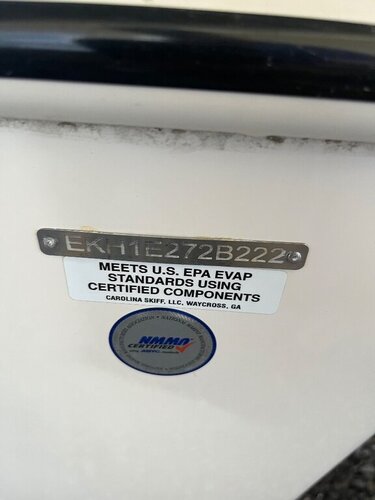 EKH1E272B222
MEETS U.S. EPA EVAP
STANDARDS USING
CERTIFIED COMPONENTS
CAROLINA SKIFF, LLC. WAYCROSS, GA
NMMA
CERTIFIED